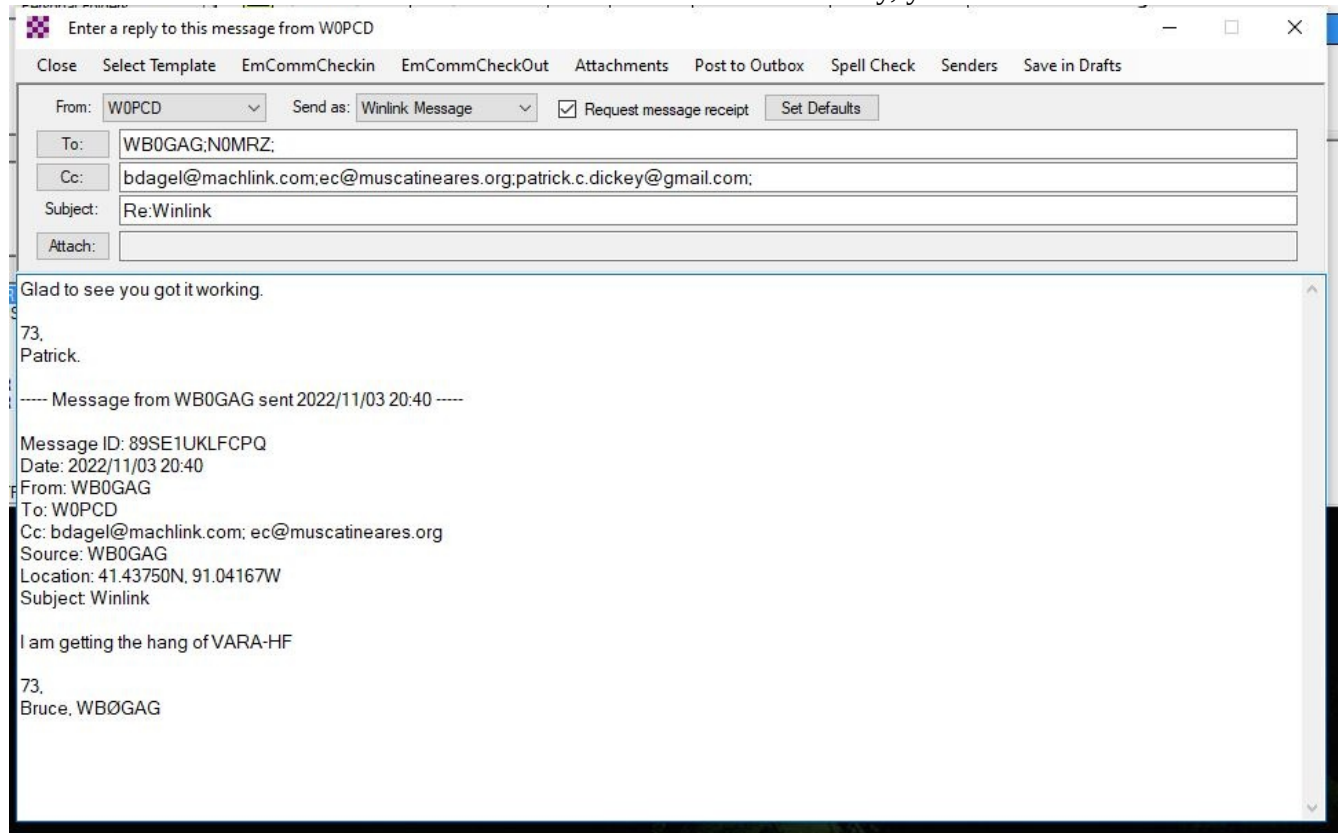 Enter a reply to this message from W0PCD
Close Select Template EmCommCheckin EmCommCheckOut Attachments Post to Outbox Spell Check Senders Save in Drafts
From: W0PCD Send as: Winlink Message Request message receipt Set Defaults
To: WB0GAG;N0MRZ;
Cc: bdagel@machlink.com;ec@muscatineares.org;patrick.c.dickey@gmail.com;
Subject: Re:Winlink
Attach:
Glad to see you got it working.
73,
Patrick.
----- Message from WB0GAG sent 2022/11/03 20:40 -----
Message ID: 89SE1UKLFCPQ
Date: 2022/11/03 20:40
From: WB0GAG
To: W0PCD
Cc: bdagel@machlink.com; ec@muscatineares.org
Source: WB0GAG
Location: 41.43750N, 91.04167W
Subject: Winlink
I am getting the hang of VARA-HF
73,
Bruce, WBØGAG